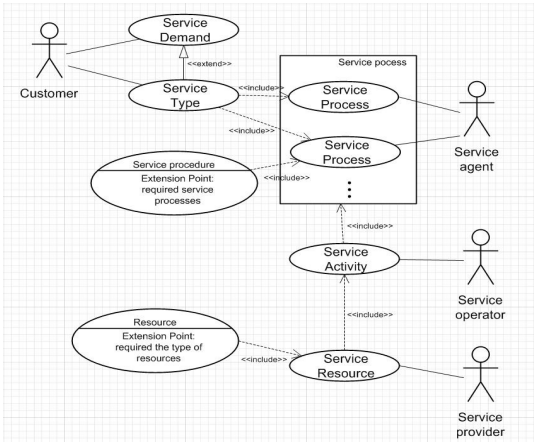 Service
Demand
Service pocess
<<extend>>
Customer
Service
Type
<<include>>
Service
Process
<<include>>
Service
Process
Service
agent
Service procedure
Extension Point:
required service
processes
<<include>>
<<include>>
Service
Activity
Service
operator
Resource
Extension Point:
required the type of
resources
<<include>>
<<include>>
Service
Resource
Service
provider